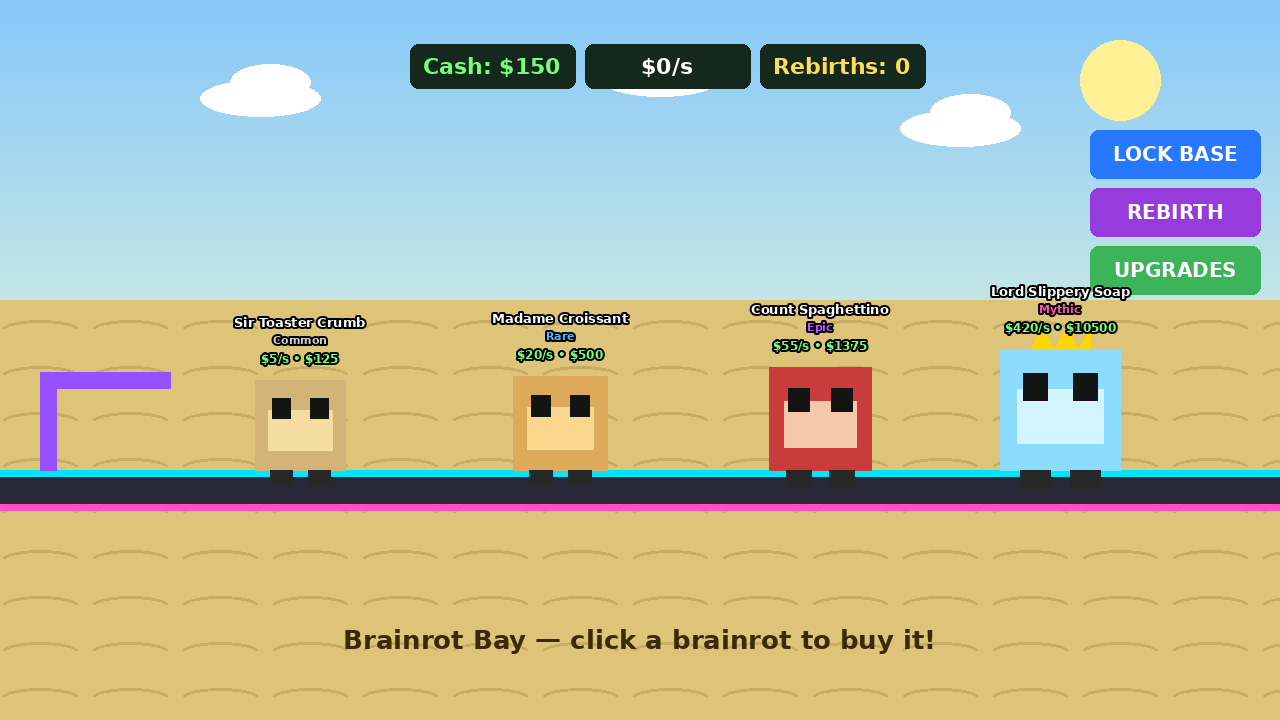 Cash: $150
$0/s
Rebirths: 0
LOCK BASE
REBIRTH
UPGRADES
Sir Toaster Crumb
Common
$5/s • $125
Madame Croissant
Rare
$20/s • $500
Count Spaghettino
Epic
$55/s • $1375
Lord Slippery Soap
Mythic
$420/s • $10500
Brainrot Bay — click a brainrot to buy it!